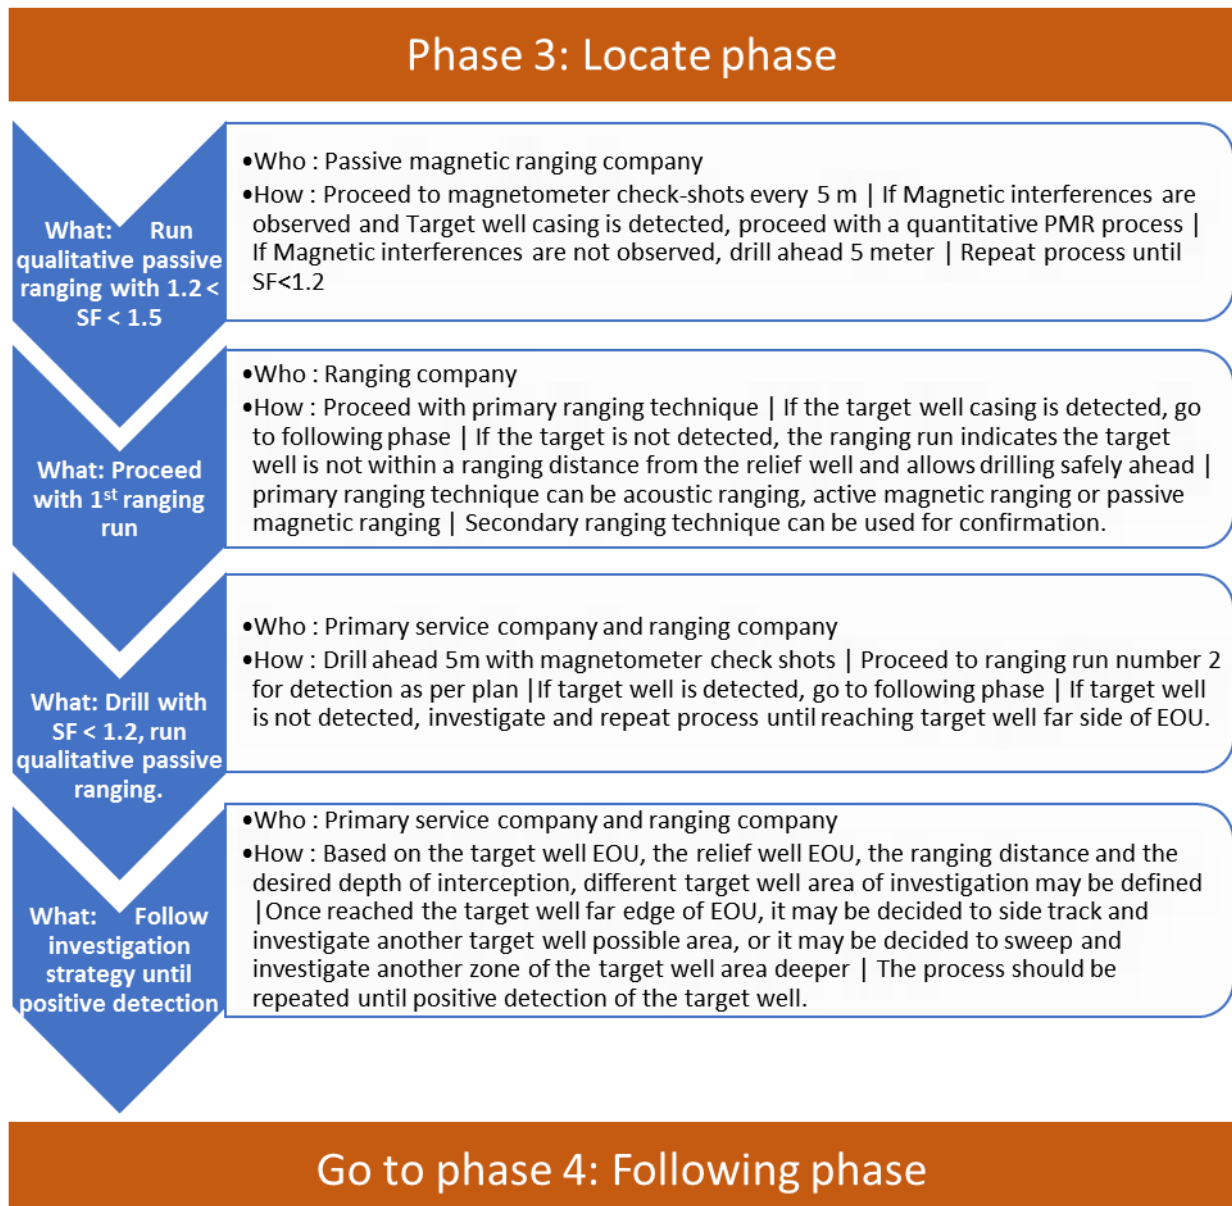 Phase 3: Locate phase
What: Run
qualitative passive
ranging with 1.2 <
SF < 1.5
•Who : Passive magnetic ranging company
•How : Proceed to magnetometer check-shots every 5 m | If Magnetic interferences are
observed and Target well casing is detected, proceed with a quantitative PMR process |
If Magnetic interferences are not observed, drill ahead 5 meter | Repeat process until
SF<1.2
What: Proceed
with 1st ranging
run
•Who : Ranging company
•How : Proceed with primary ranging technique | If the target well casing is detected, go
to following phase | If the target is not detected, the ranging run indicates the target
well is not within a ranging distance from the relief well and allows drilling safely ahead |
primary ranging technique can be acoustic ranging, active magnetic ranging or passive
magnetic ranging | Secondary ranging technique can be used for confirmation.
What: Drill with
SF < 1.2, run
qualitative passive
ranging.
•Who : Primary service company and ranging company
•How : Drill ahead 5m with magnetometer check shots | Proceed to ranging run number 2
for detection as per plan |If target well is detected, go to following phase | If target well
is not detected, investigate and repeat process until reaching target well far side of EOU.
What: Follow
investigation
strategy until
positive detection
•Who : Primary service company and ranging company
•How : Based on the target well EOU, the relief well EOU, the ranging distance and the
desired depth of interception, different target well area of investigation may be defined
|Once reached the target well far edge of EOU, it may be decided to side track and
investigate another target well possible area, or it may be decided to sweep and
investigate another zone of the target well area deeper | The process should be
repeated until positive detection of the target well.
Go to phase 4: Following phase